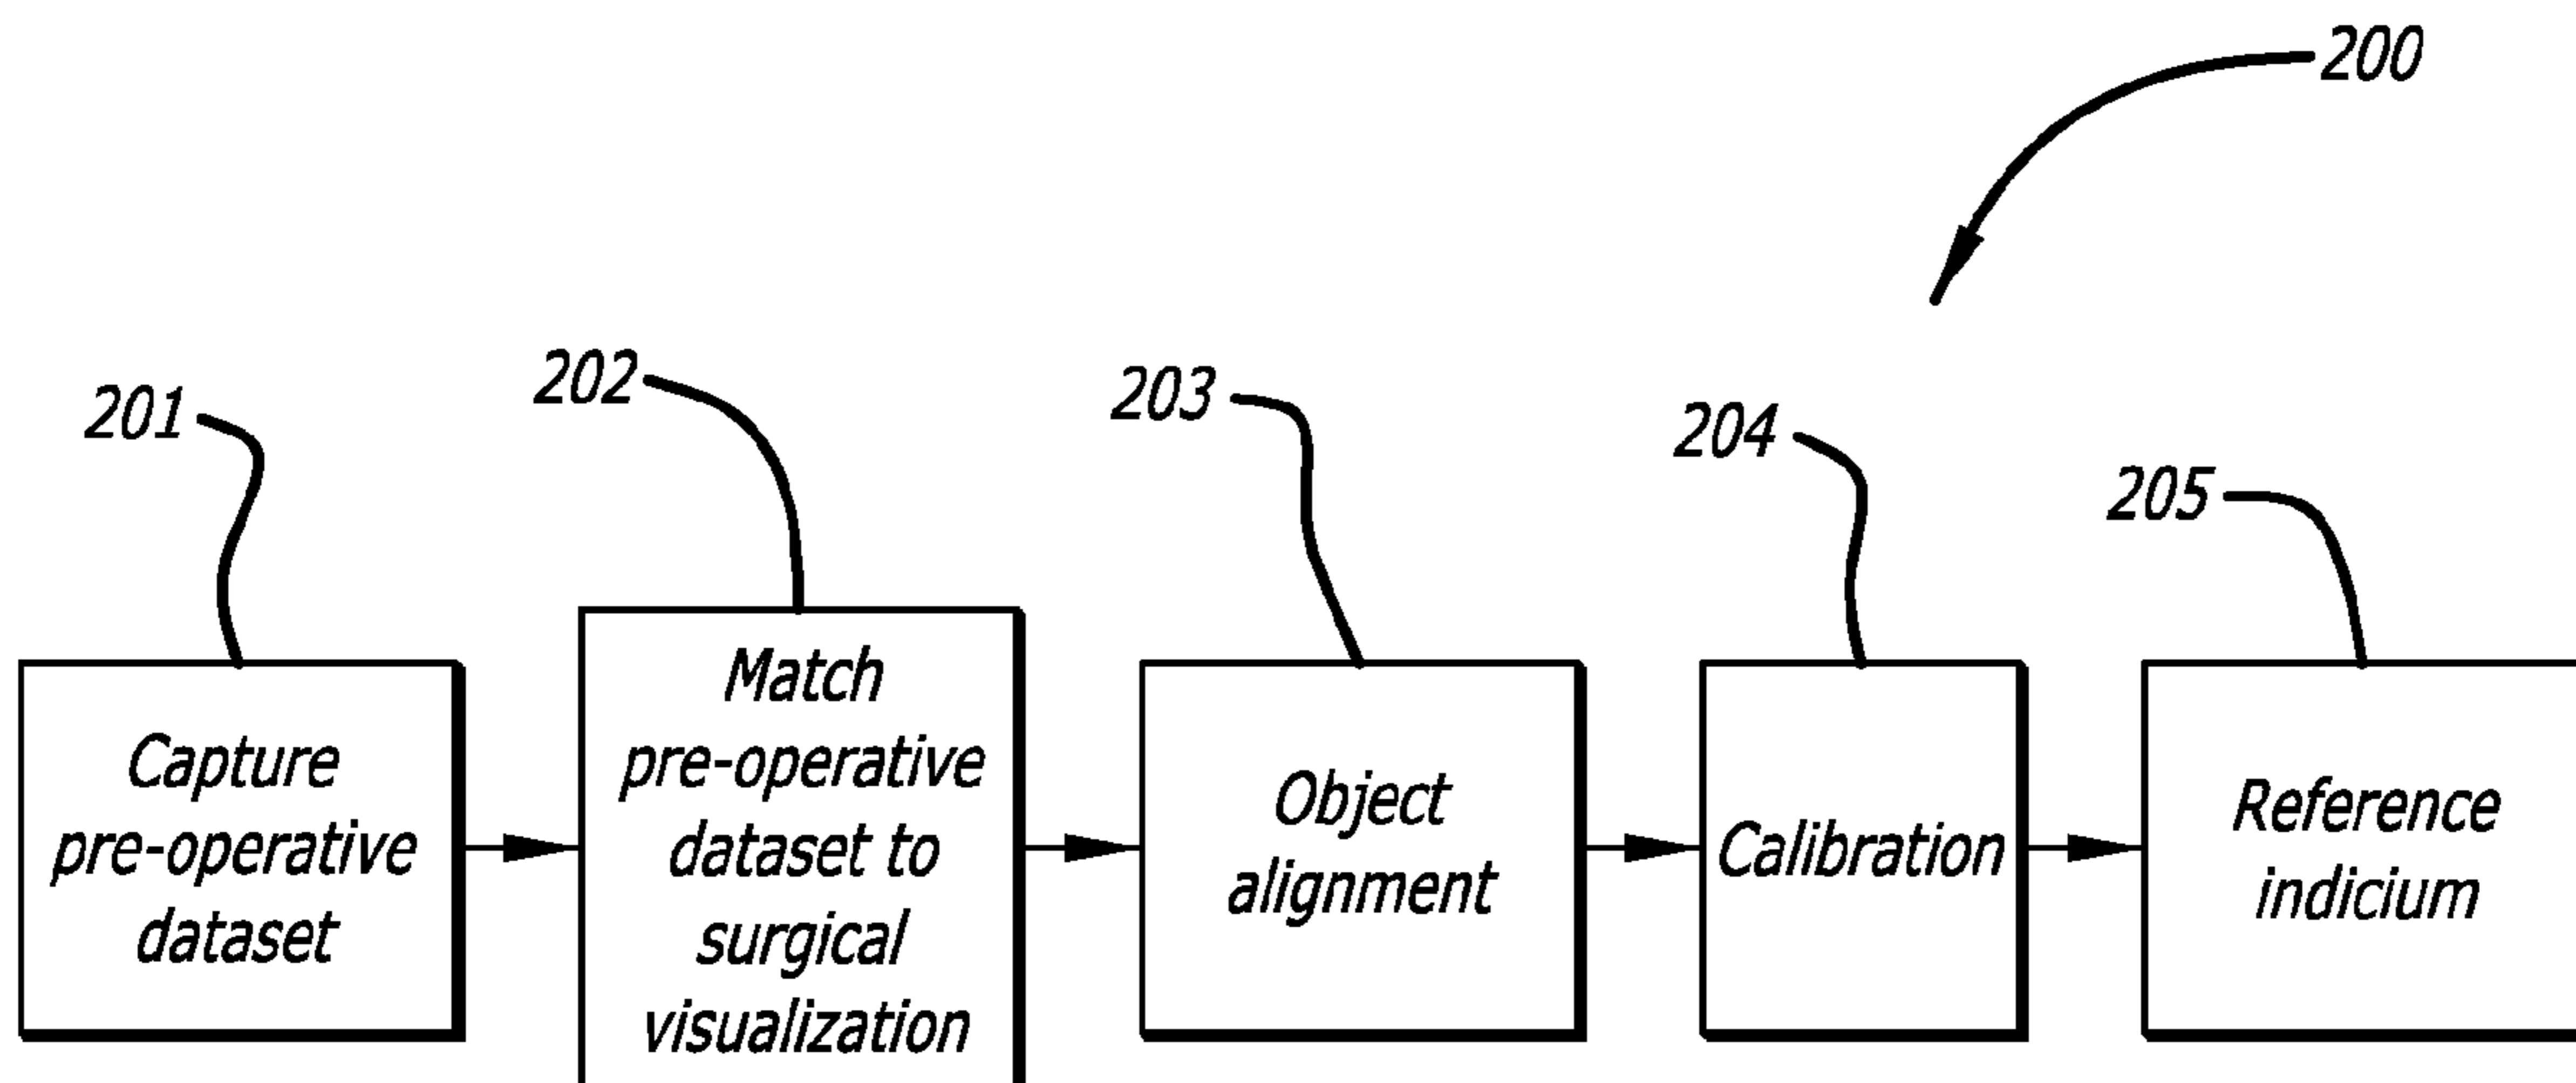 200
201
202
203
204
205
Capture
pre-operative
dataset
Match
pre-operative
dataset to
surgical
visualization
Object
alignment
Calibration
Reference
indicium